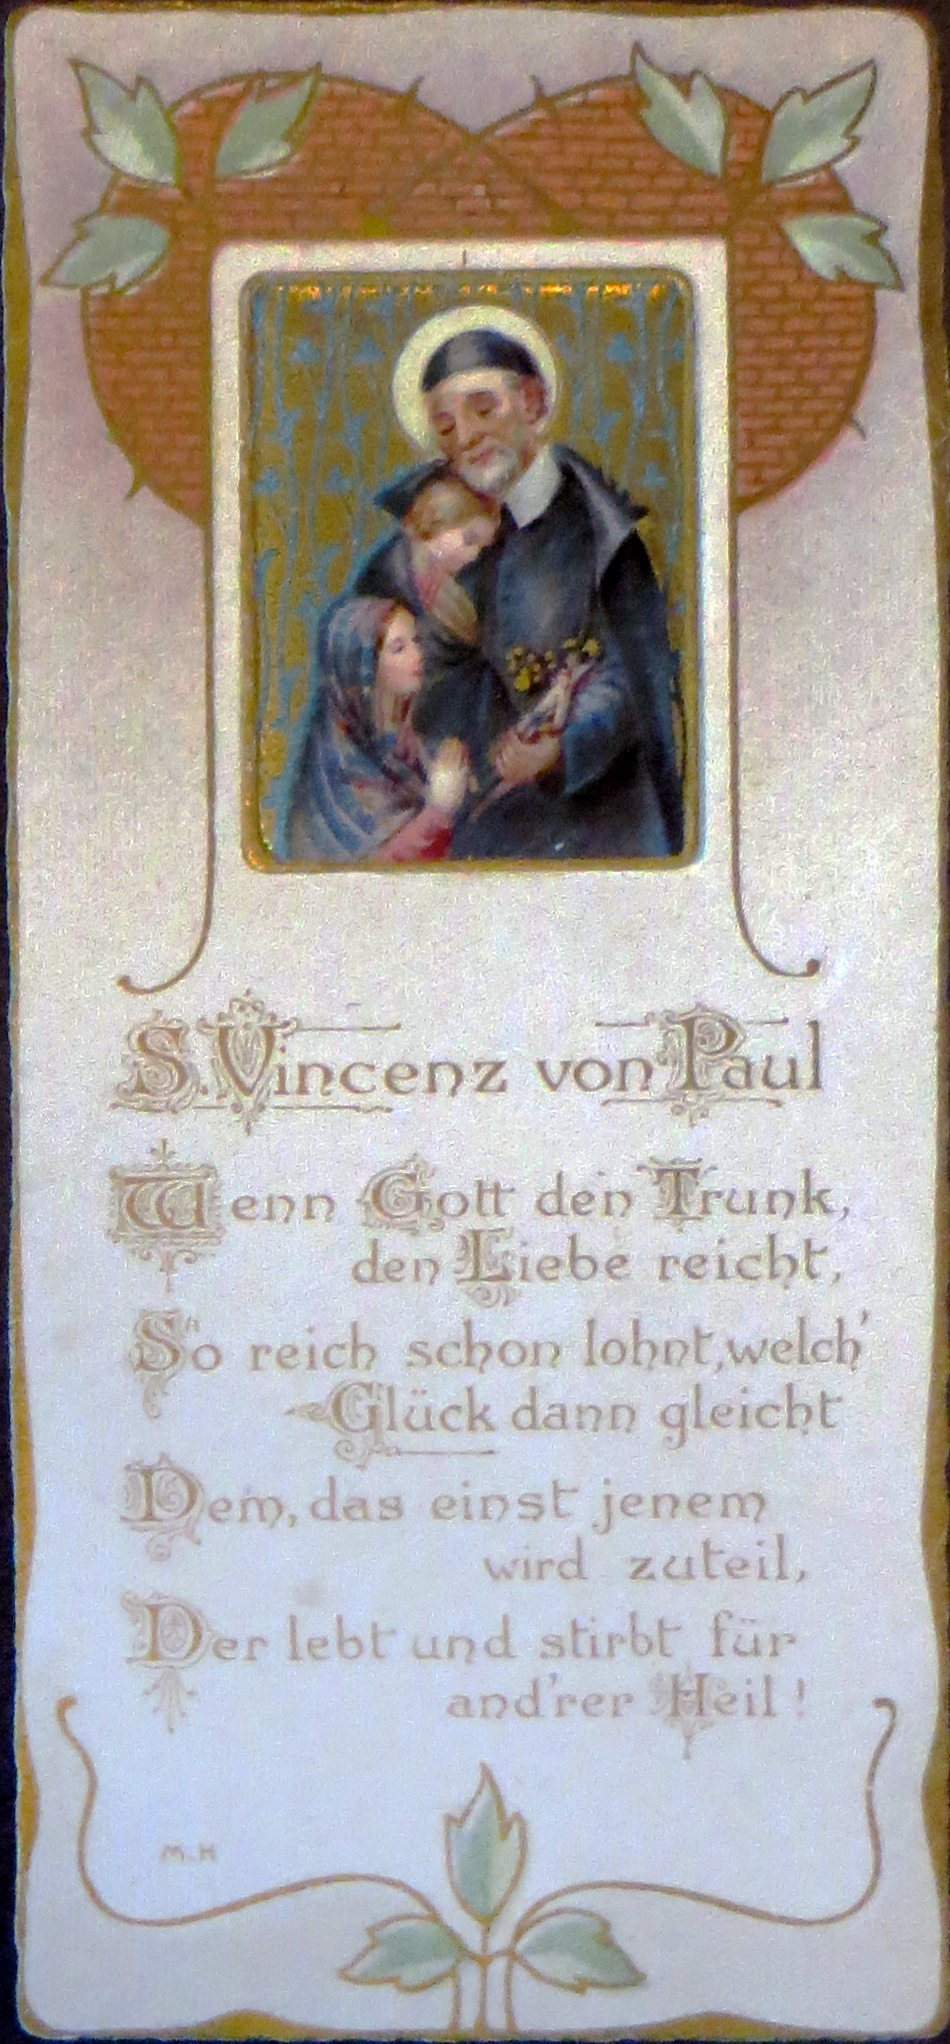 S. Vincenz von Paul
Wenn Gott den Trunk,
den Liebe reicht,
So reich schon lohnt, welch'
Glück dann gleicht
Dem, das einst jenem
wird zuteil,
Der lebt und stirbt für
and'rer Heil!
M. H